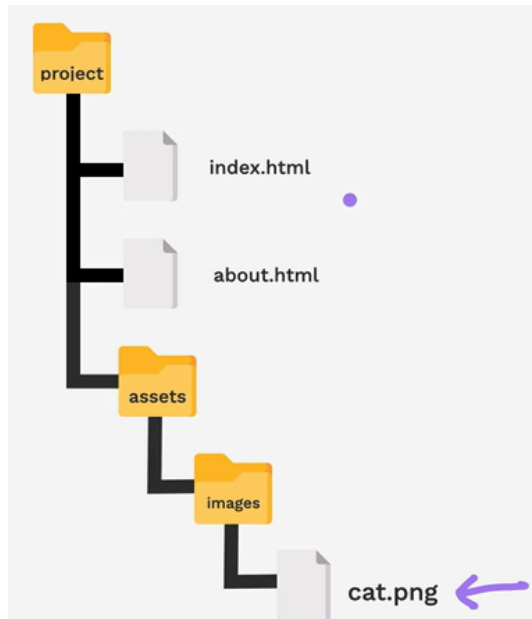 project
index.html
about.html
assets
images
cat.png